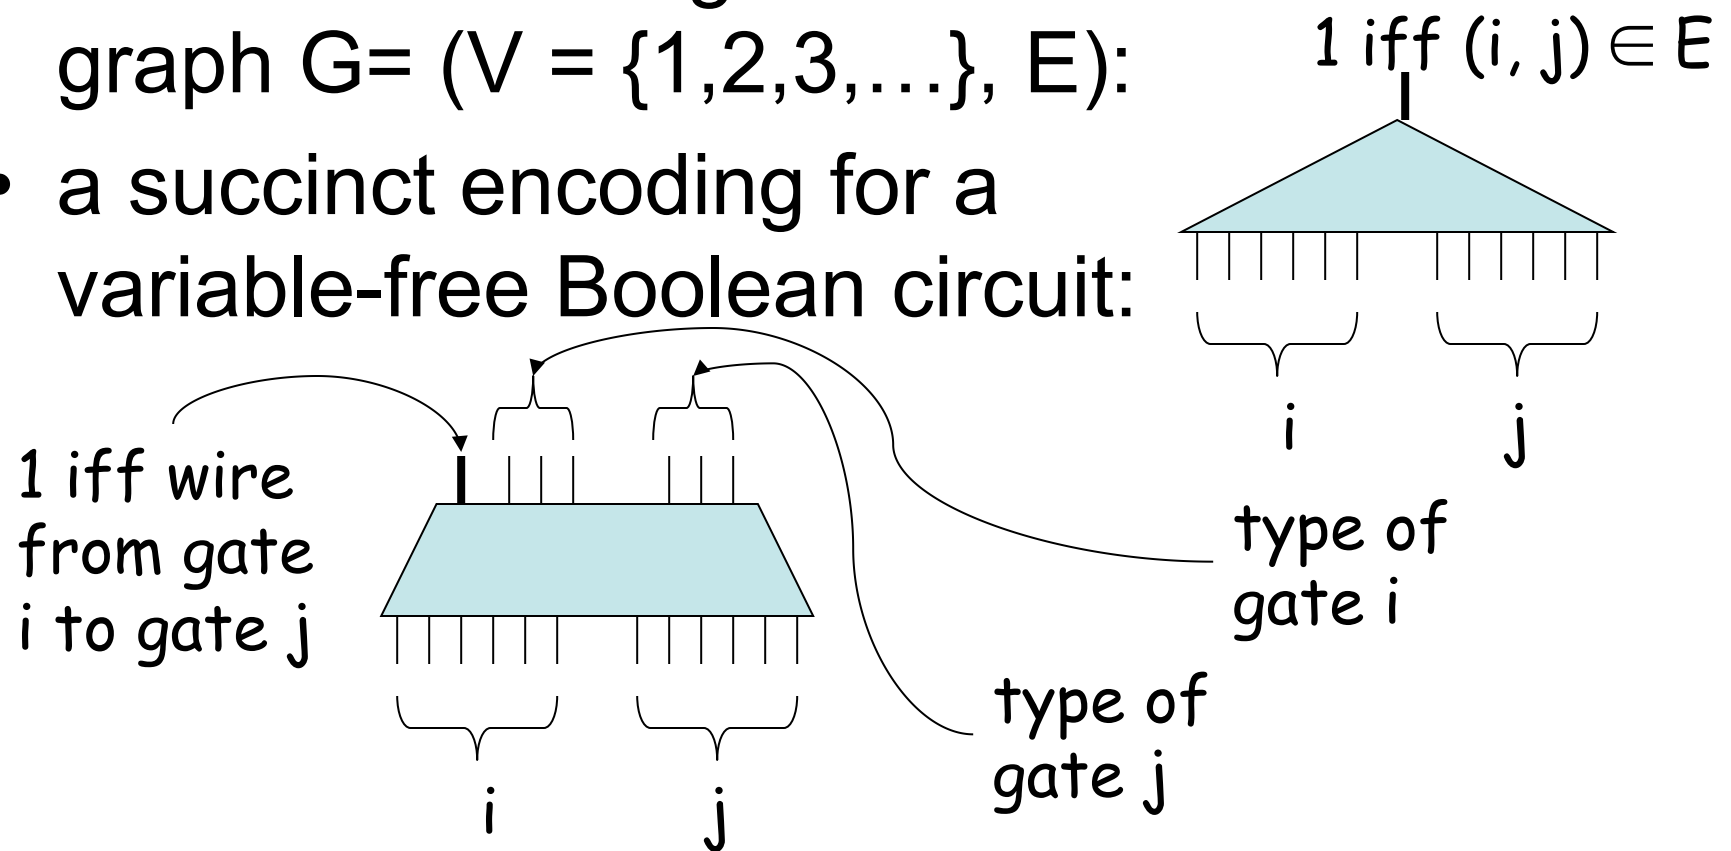 graph G= (V = {1,2,3,…}, E):
• a succinct encoding for a
variable-free Boolean circuit:
1 iff (i, j) ∈ E
i
j
1 iff wire
from gate
i to gate j
type of
gate i
type of
gate j
i
j